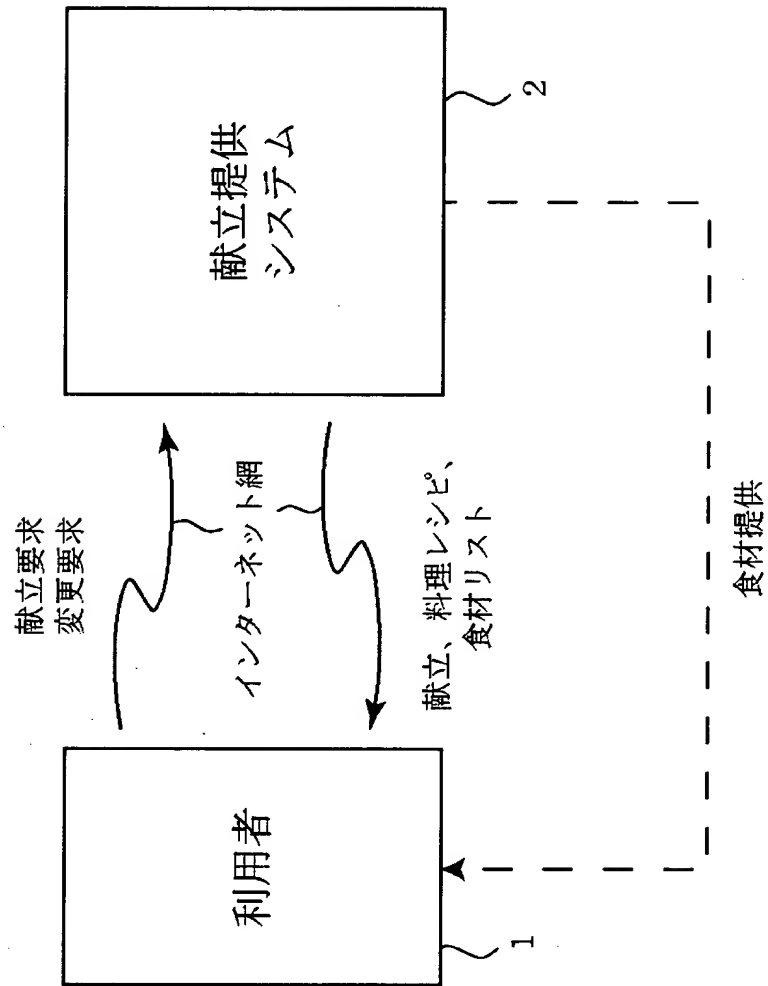 献立要求
変更要求
利用者
1
インターネット網
献立提供
システム
2
献立、料理レシピ、
食材リスト
食材提供